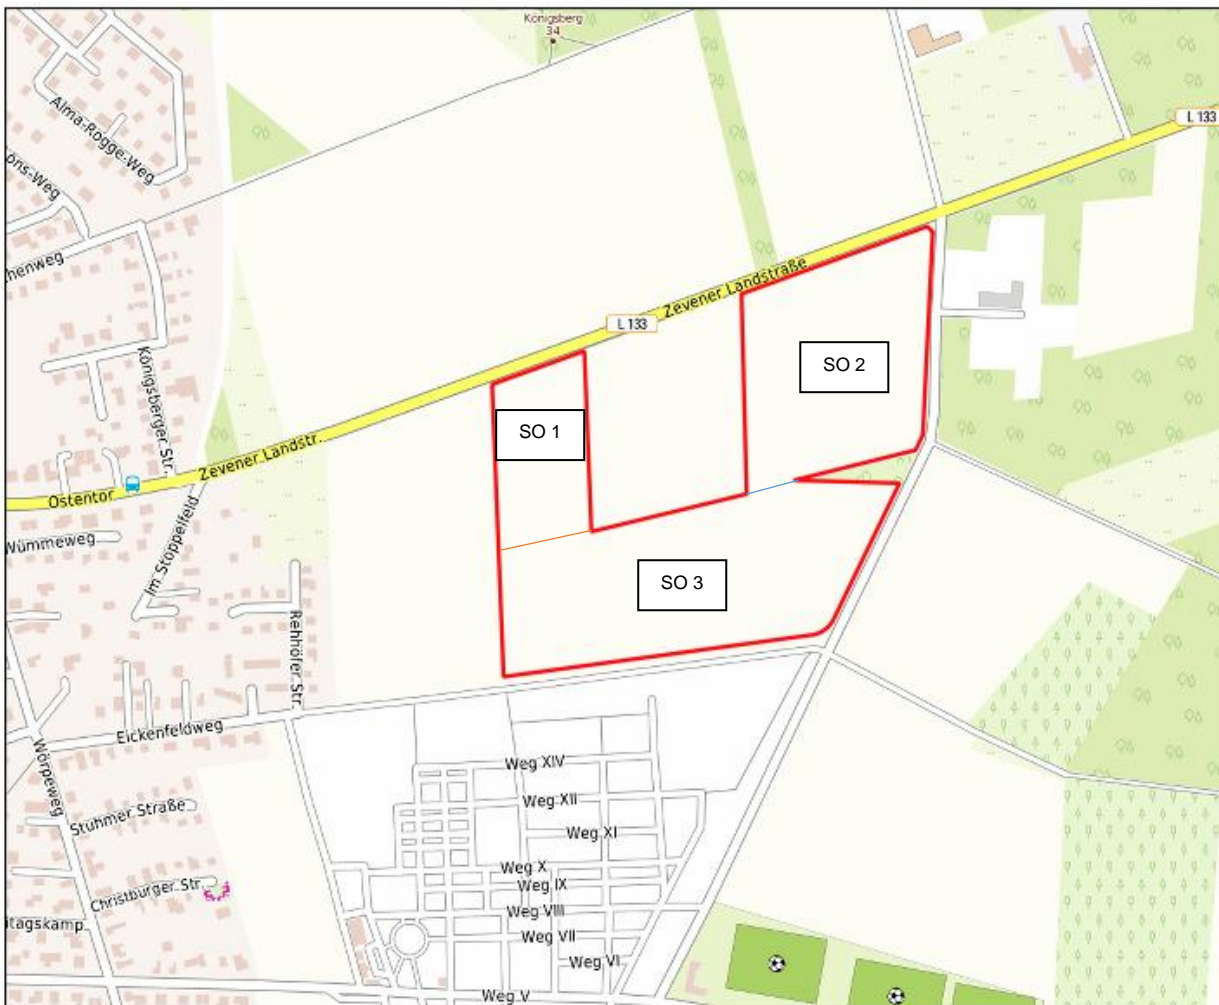 Königsberg
34
L 133
Alma-Rogge-Weg
ons-Weg
henweg
Zevener Landstraße
L 133
SO 2
Königsberger Str.
SO 1
Zevener Landstr.
Ostentor
Im Stoppelfeld
Wümmeweg
SO 3
Rehhöfer Str.
Eickenfeldweg
Wörpeweg
Weg XIV
Stuhmer Straße
Weg XII
Weg XI
Weg X
Christburger Str.
Weg IX
Weg VIII
itagskamp
Weg VII
Weg VI
Weg V